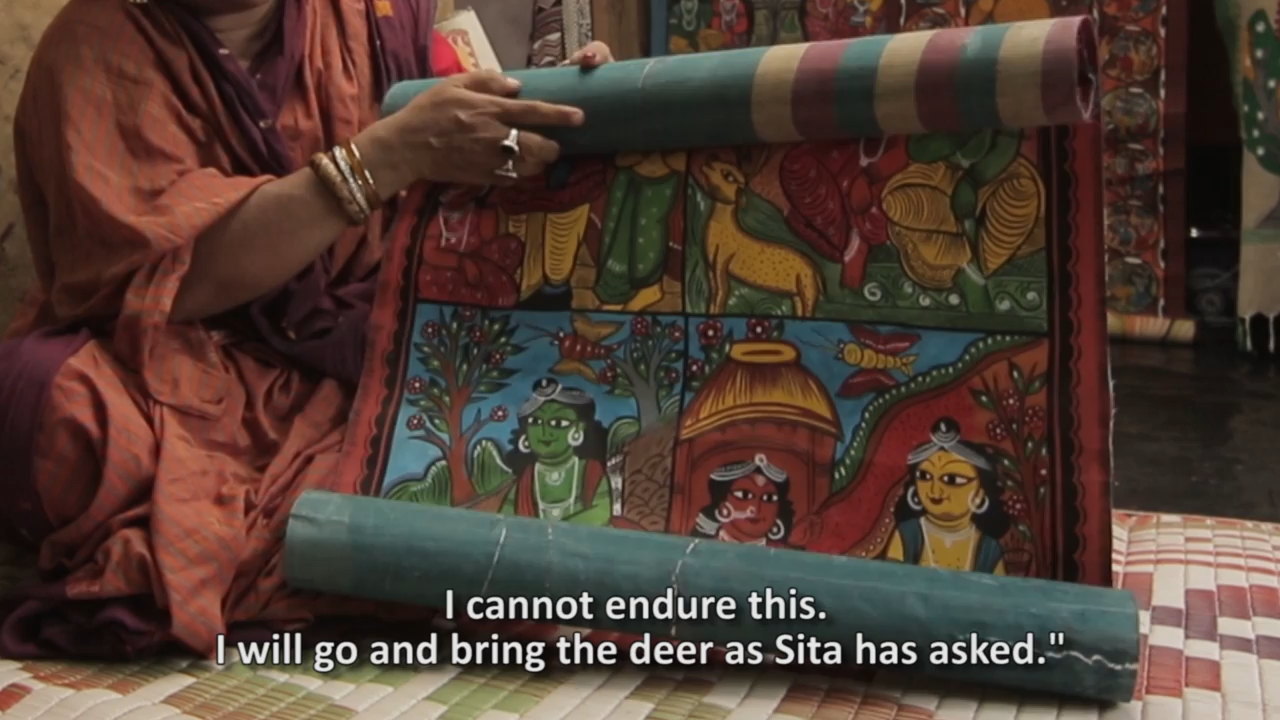 I cannot endure this.
I will go and bring the deer as Sita has asked."